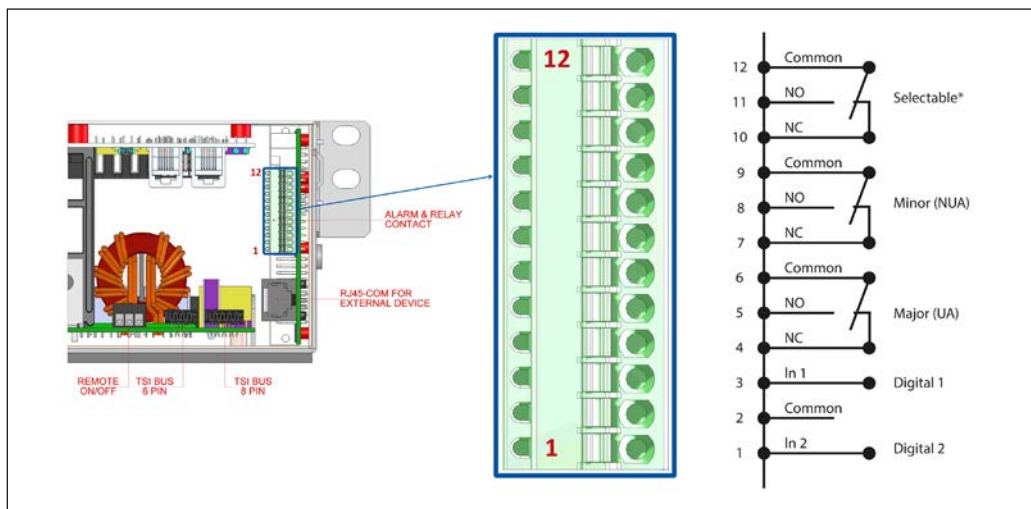 12
1
ALARM & RELAY
CONTACT
RJ45-COM FOR
EXTERNAL DEVICE
REMOTE
ON/OFF
TSI BUS
6 PIN
TSI BUS
8 PIN
12
1
12 Common
11 NO Selectable*
10 NC
9 Common
8 NO Minor (NUA)
7 NC
6 Common
5 NO Major (UA)
4 NC
3 In 1 Digital 1
2 Common
1 In 2 Digital 2